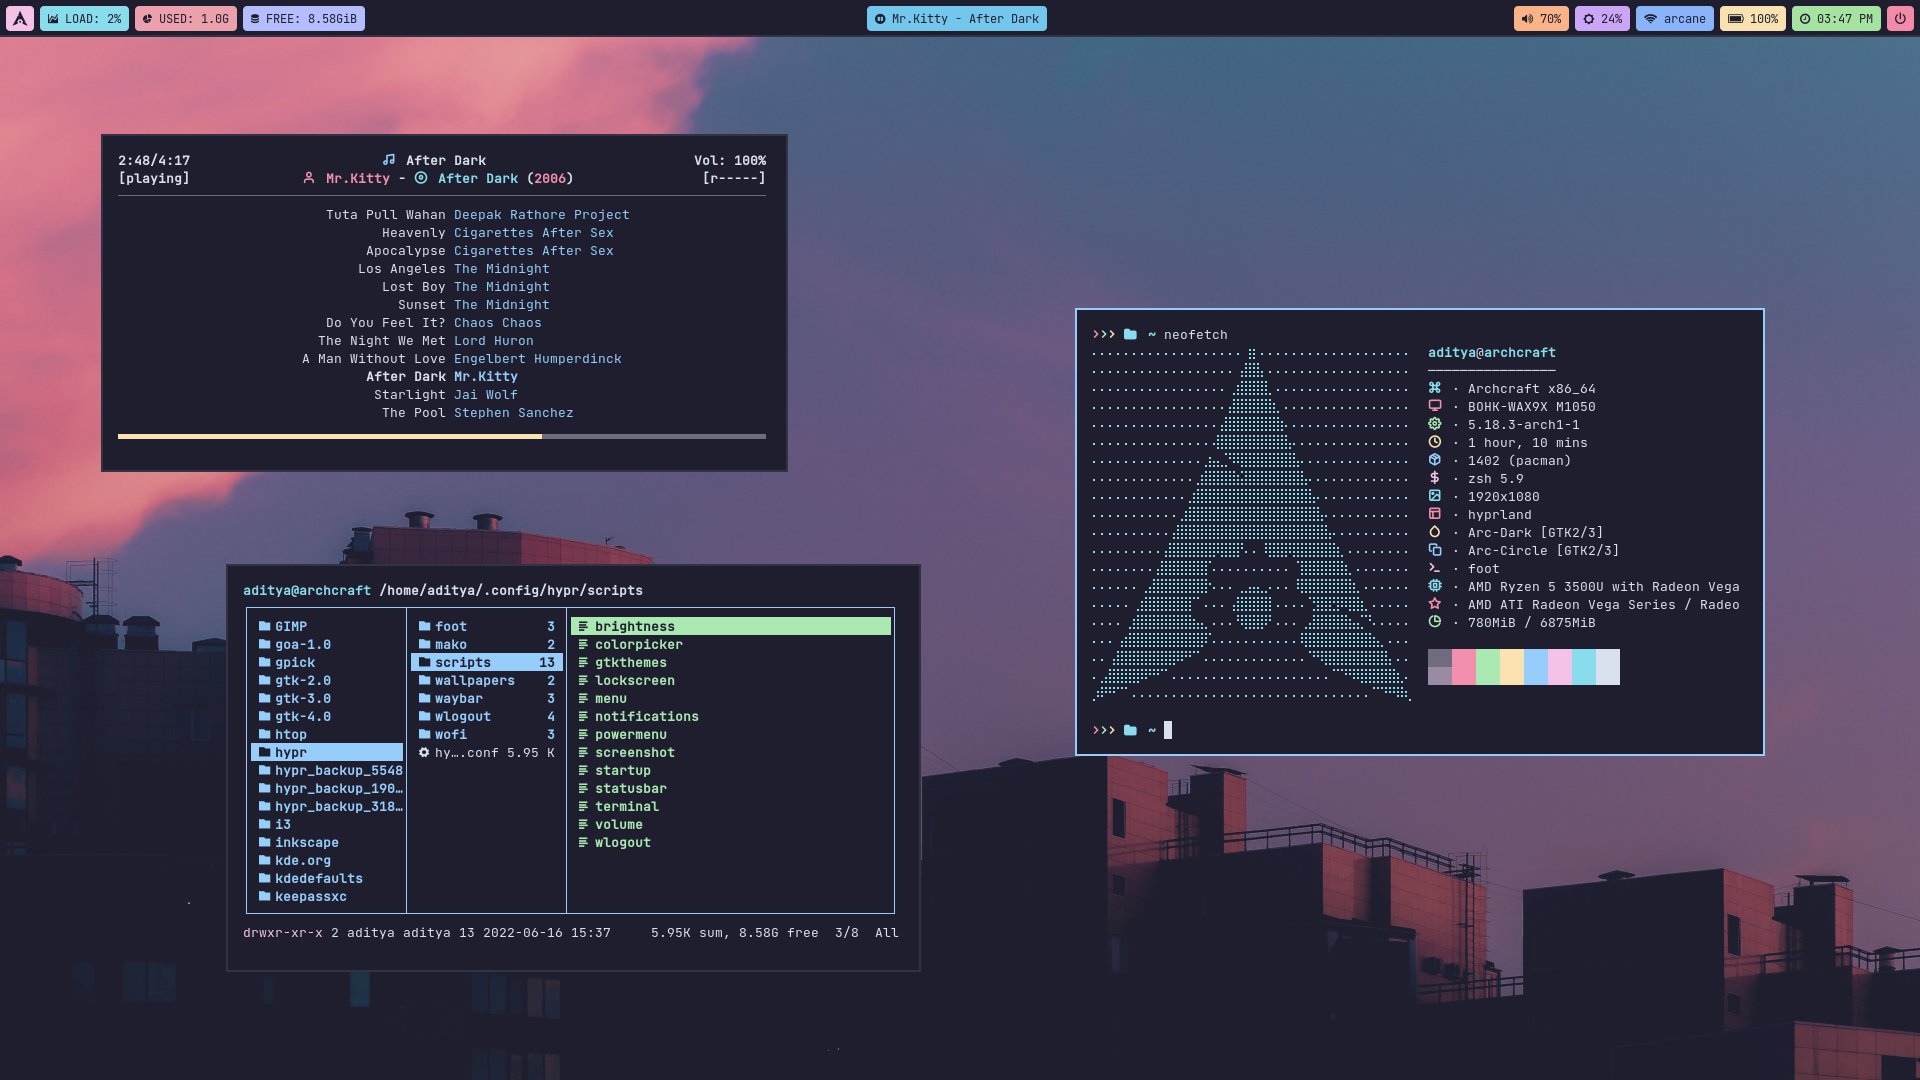 LOAD: 2% USED: 1.0G FREE: 8.58GiB Mr.Kitty - After Dark 70% 24% arcane 100% 03:47 PM
2:48/4:17 After Dark Vol: 100%
[playing] Mr.Kitty - After Dark (2006) [r-----]
Tuta Pull Wahan Deepak Rathore Project
Heavenly Cigarettes After Sex
Apocalypse Cigarettes After Sex
Los Angeles The Midnight
Lost Boy The Midnight
Sunset The Midnight
Do You Feel It? Chaos Chaos
The Night We Met Lord Huron
A Man Without Love Engelbert Humperdinck
After Dark Mr.Kitty
Starlight Jai Wolf
The Pool Stephen Sanchez
>>> ~ neofetch
aditya@archcraft
────────────────
· Archcraft x86_64
· BOHK-WAX9X M1050
· 5.18.3-arch1-1
· 1 hour, 10 mins
· 1402 (pacman)
· zsh 5.9
· 1920x1080
· hyprland
· Arc-Dark [GTK2/3]
· Arc-Circle [GTK2/3]
· foot
· AMD Ryzen 5 3500U with Radeon Vega
· AMD ATI Radeon Vega Series / Radeo
· 780MiB / 6875MiB
>>> ~
aditya@archcraft /home/aditya/.config/hypr/scripts
GIMP
goa-1.0
gpick
gtk-2.0
gtk-3.0
gtk-4.0
htop
hypr
hypr_backup_5548
hypr_backup_190…
hypr_backup_318…
i3
inkscape
kde.org
kdedefaults
keepassxc
foot 3
mako 2
scripts 13
wallpapers 2
waybar 3
wlogout 4
wofi 3
hy….conf 5.95 K
brightness
colorpicker
gtkthemes
lockscreen
menu
notifications
powermenu
screenshot
startup
statusbar
terminal
volume
wlogout
drwxr-xr-x 2 aditya aditya 13 2022-06-16 15:37 5.95K sum, 8.58G free 3/8 All